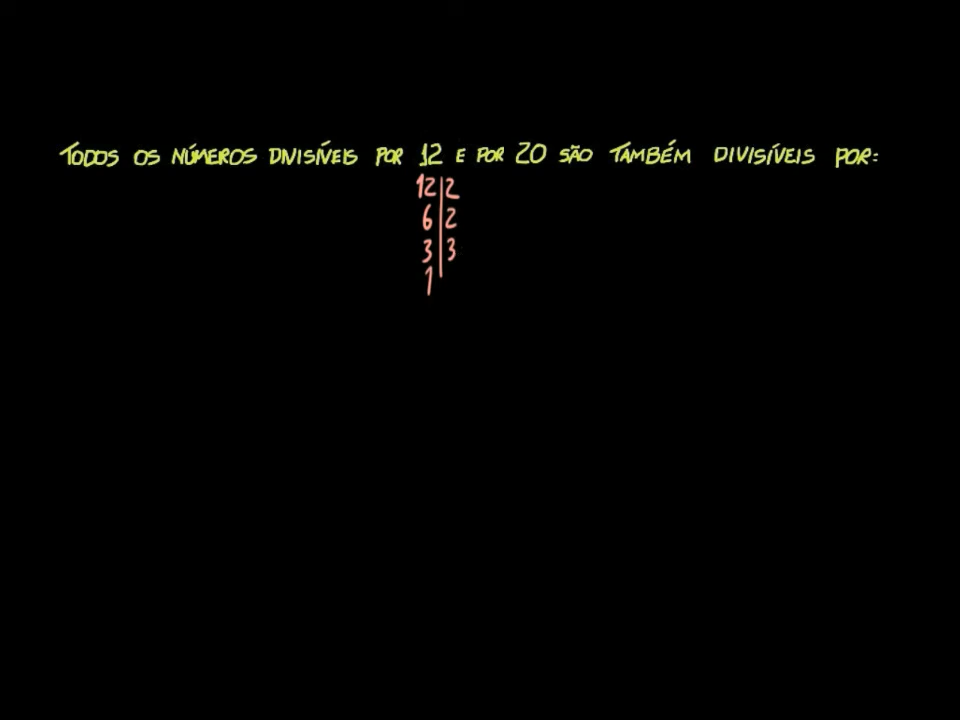 TODOS OS NÚMEROS DIVISÍVEIS POR 12 E POR 20 SÃO TAMBÉM DIVISÍVEIS POR:
12|2
6|2
3|3
1